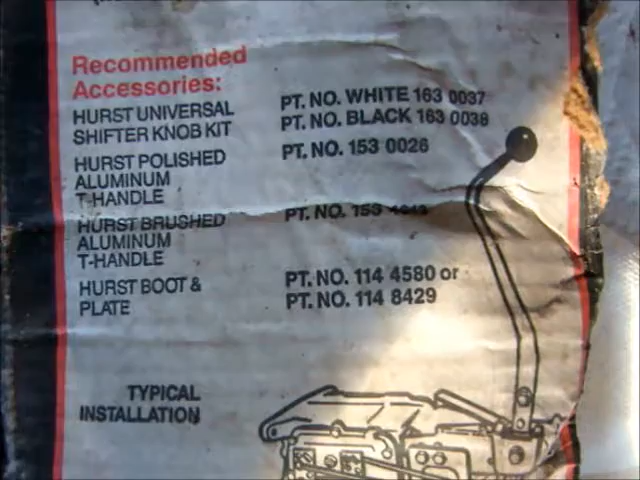 Recommended
Accessories:
HURST UNIVERSAL PT. NO. WHITE 163 0037
SHIFTER KNOB KIT PT. NO. BLACK 163 0038
HURST POLISHED PT. NO. 153 0026
ALUMINUM
T-HANDLE
HURST BRUSHED PT. NO. 153
ALUMINUM
T-HANDLE
HURST BOOT & PT. NO. 114 4580 or
PLATE PT. NO. 114 8429
TYPICAL
INSTALLATION